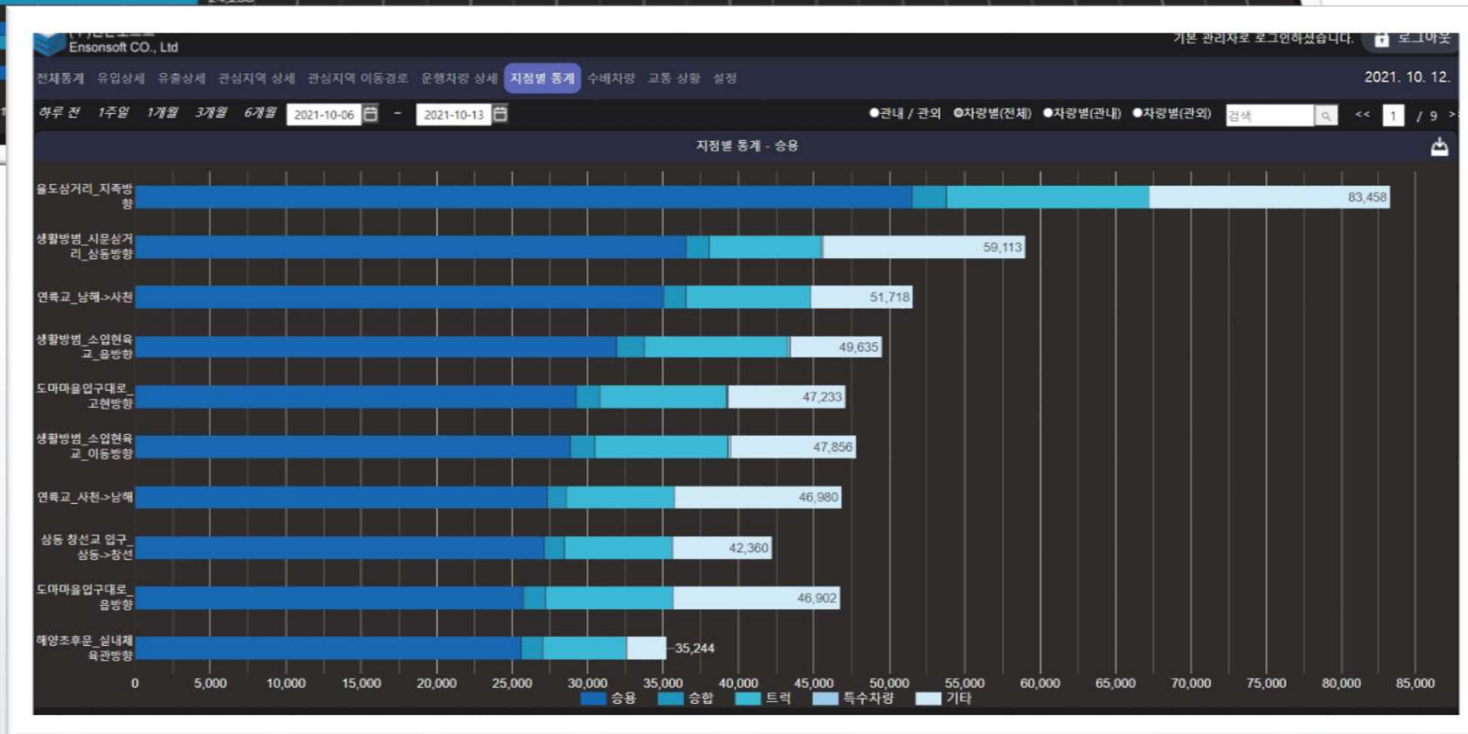 Ensonsoft CO., Ltd
기본 관리자로 로그인하셨습니다. 로그아웃
전체통계 유입상세 유출상세 관심지역 상세 관심지역 이동경로 운행차량 상세 지점별 통계 수배차량 교통 상황 설정 2021. 10. 12.
하루 전 1주일 1개월 3개월 6개월 2021-10-06 ~ 2021-10-13 관내 / 관외 차량별(전체) 차량별(관내) 차량별(관외) 검색 << 1 / 9 >
지점별 통계 - 승용
율도삼거리_지족방
향
83,458
생활방범_시문삼거
리_삼동방향
59,113
연륙교_남해->사천
51,718
생활방범_소입현육
교_읍방향
49,635
도마마을입구대로_
고현방향
47,233
생활방범_소입현육
교_이동방향
47,856
연륙교_사천->남해
46,980
삼동 창선교 입구_
삼동->창선
42,360
도마마을입구대로_
읍방향
46,902
해양초후문_실내체
육관방향
35,244
0 5,000 10,000 15,000 20,000 25,000 30,000 35,000 40,000 45,000 50,000 55,000 60,000 65,000 70,000 75,000 80,000 85,000
승용 승합 트럭 특수차량 기타